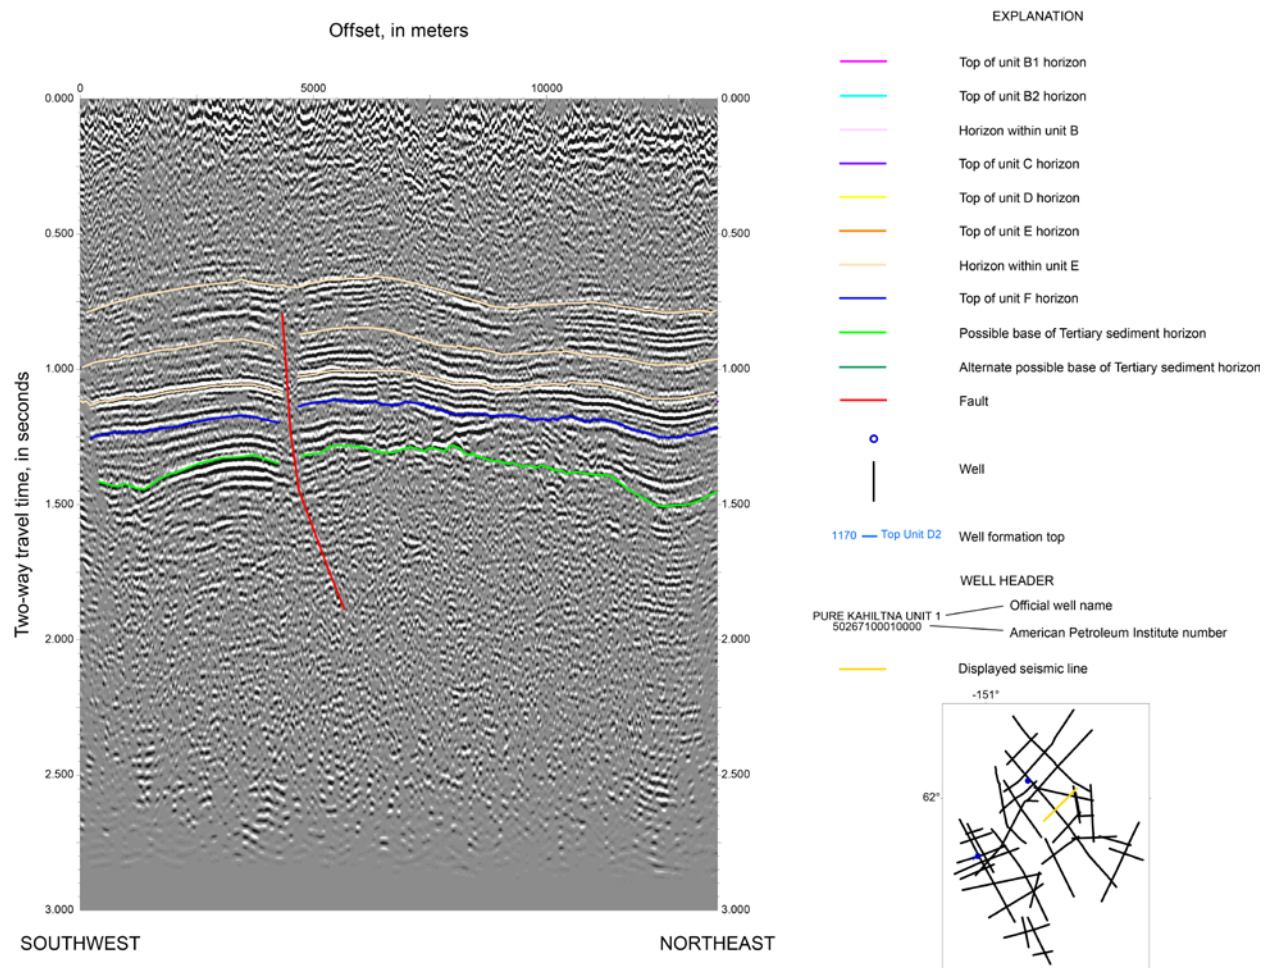 Offset, in meters
0
5000
10000
0.000
0.000
0.500
0.500
1.000
1.000
1.500
1.500
2.000
2.000
2.500
2.500
3.000
3.000
Two-way travel time, in seconds
SOUTHWEST
NORTHEAST
EXPLANATION
Top of unit B1 horizon
Top of unit B2 horizon
Horizon within unit B
Top of unit C horizon
Top of unit D horizon
Top of unit E horizon
Horizon within unit E
Top of unit F horizon
Possible base of Tertiary sediment horizon
Alternate possible base of Tertiary sediment horizon
Fault
Well
1170
Top Unit D2
Well formation top
WELL HEADER
PURE KAHILTNA UNIT 1
50267100010000
Official well name
American Petroleum Institute number
Displayed seismic line
-151°
62°